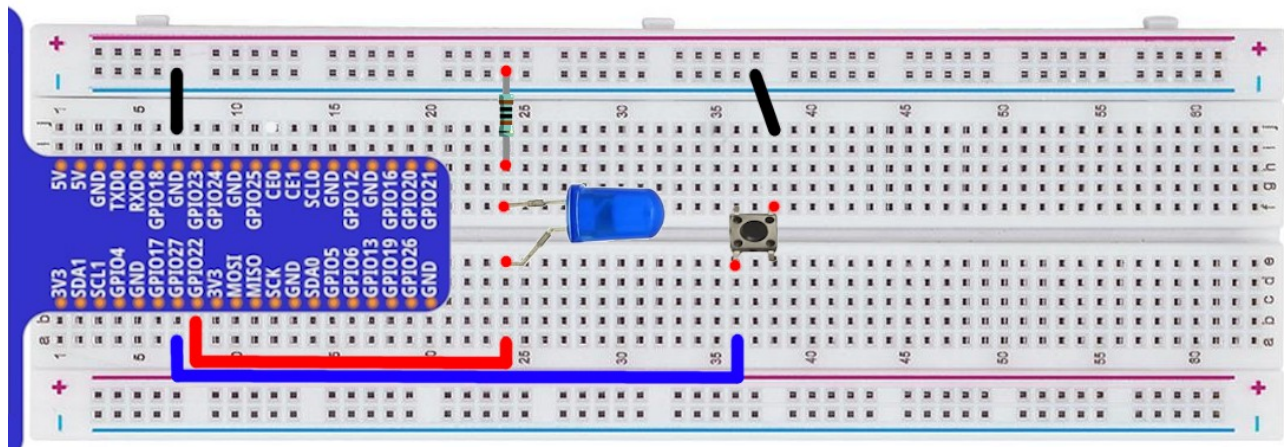 + +
- -
1 5 10 15 20 25 30 35 40 45 50 55 60
j j
i i
h h
g g
f f
5V 5V GND TXD0 RXD0 GPIO18 GND GPIO23 GPIO24 GND GPIO25 CE0 CE1 SCL0 GND GPIO12 GND GPIO16 GPIO20 GPIO21
3V3 SDA1 SCL1 GPIO4 GND GPIO17 GPIO27 GPIO22 3V3 MOSI MISO SCK GND SDA0 GPIO5 GPIO6 GPIO13 GPIO19 GPIO26 GND
e e
d d
c c
b b
a a
1 5 10 15 20 25 30 35 40 45 50 55 60
+ +
- -